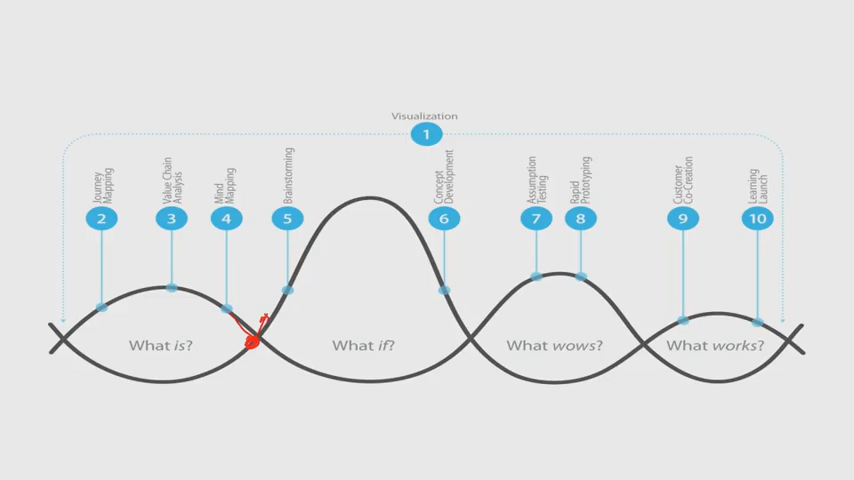 Visualization
1
Journey
Mapping
2
Value Chain
Analysis
3
Mind
Mapping
4
Brainstorming
5
Concept
Development
6
Assumption
Testing
7
Rapid
Prototyping
8
Customer
Co-Creation
9
Learning
Launch
10
What is?
What if?
What wows?
What works?